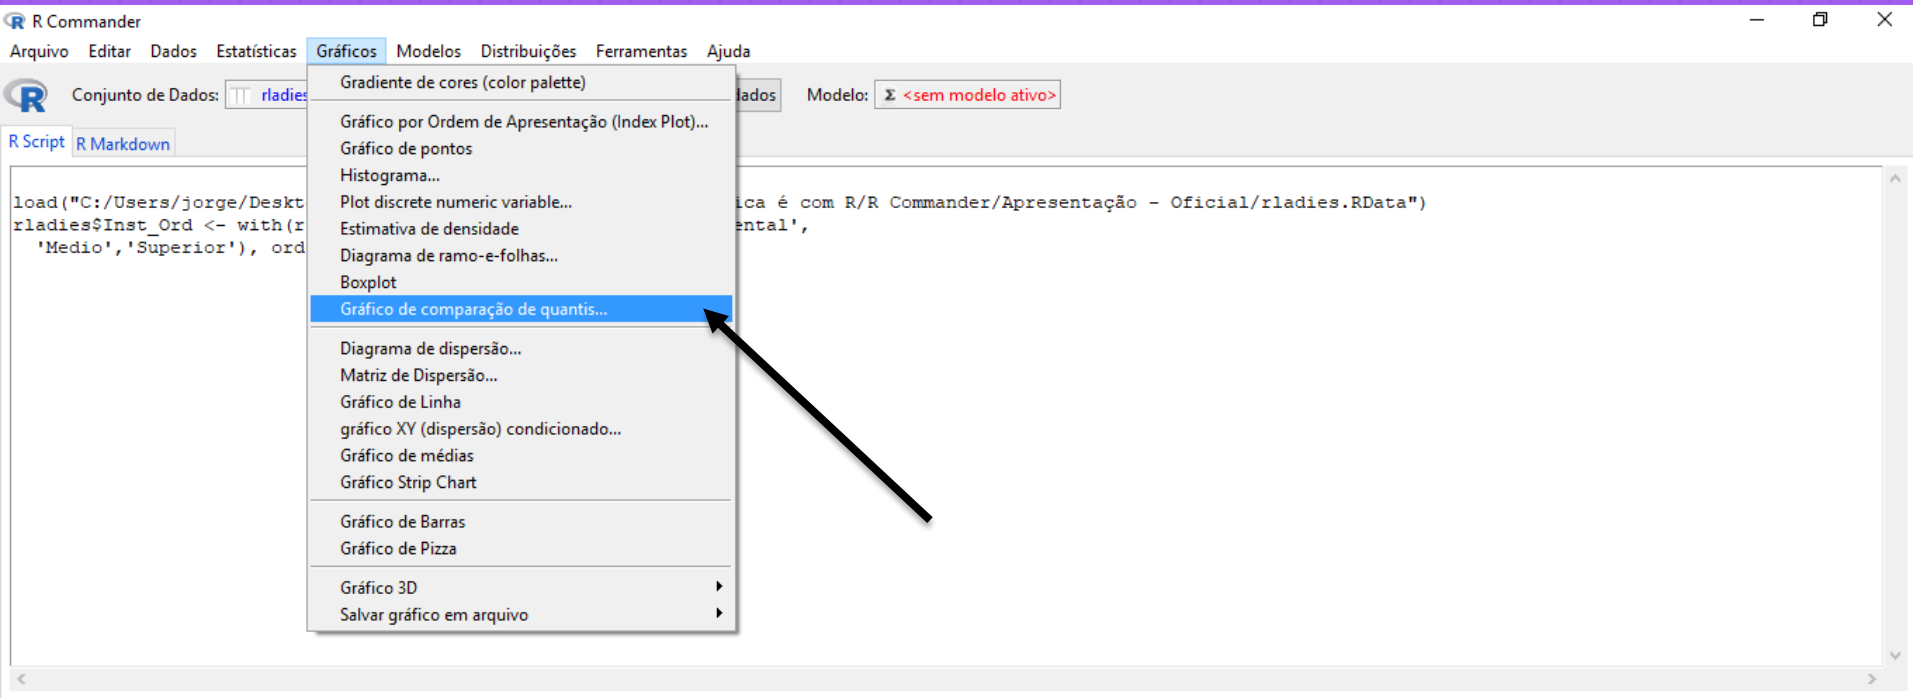 R Commander
Arquivo Editar Dados Estatísticas Gráficos Modelos Distribuições Ferramentas Ajuda
R Conjunto de Dados: rladies dados Modelo: Σ <sem modelo ativo>
R Script R Markdown
Gradiente de cores (color palette)
Gráfico por Ordem de Apresentação (Index Plot)...
Gráfico de pontos
Histograma...
Plot discrete numeric variable...
Estimativa de densidade
Diagrama de ramo-e-folhas...
Boxplot
Gráfico de comparação de quantis...
Diagrama de dispersão...
Matriz de Dispersão...
Gráfico de Linha
gráfico XY (dispersão) condicionado...
Gráfico de médias
Gráfico Strip Chart
Gráfico de Barras
Gráfico de Pizza
Gráfico 3D
Salvar gráfico em arquivo
load("C:/Users/jorge/Deskt ica é com R/R Commander/Apresentação - Oficial/rladies.RData")
rladies$Inst_Ord <- with(r ental',
'Medio','Superior'), ord